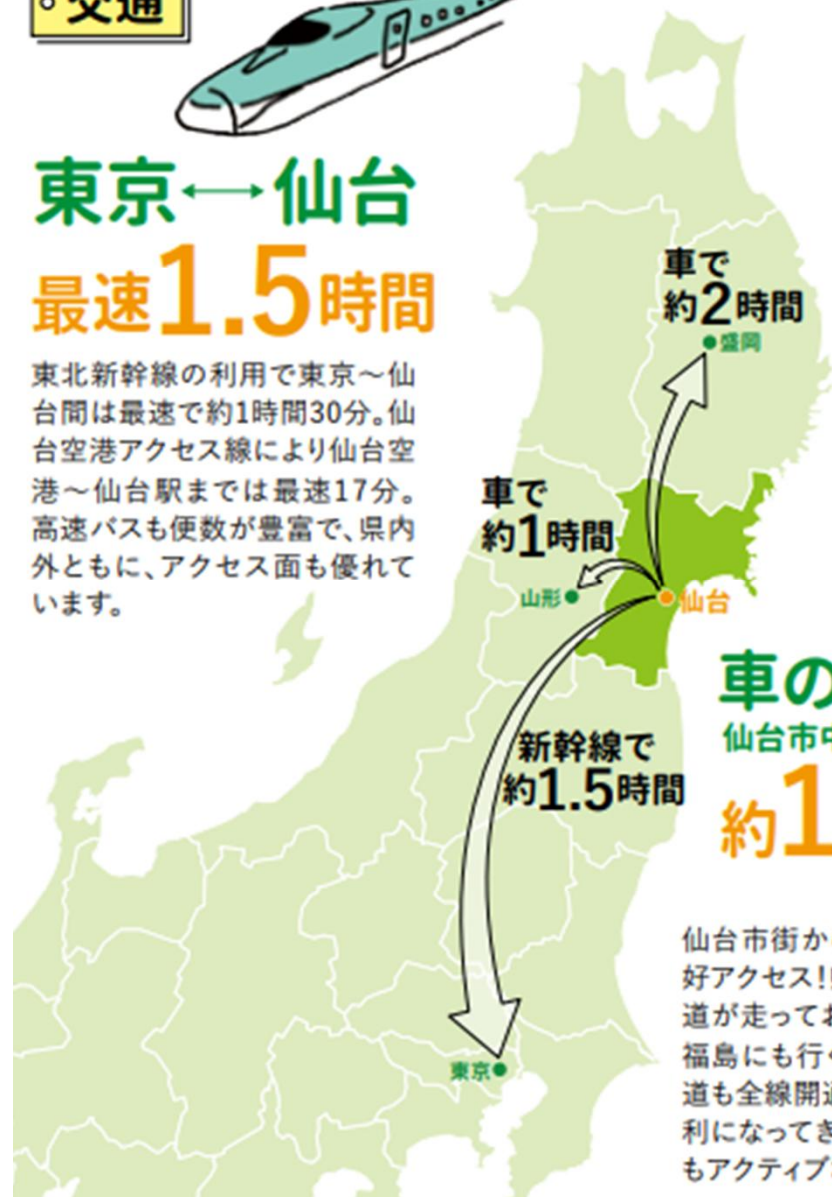 交通
東京↔仙台
最速1.5時間
東北新幹線の利用で東京～仙
台間は最速で約1時間30分。仙
台空港アクセス線により仙台空
港～仙台駅までは最速17分。
高速バスも便数が豊富で、県内
外ともに、アクセス面も優れて
います。
車で
約2時間
盛岡
車で
約1時間
山形
仙台
新幹線で
約1.5時間
東京
車の
仙台市
約1
仙台市街か
好アクセス!
道が走ってお
福島にも行
道も全線開
利になってき
もアクティブ